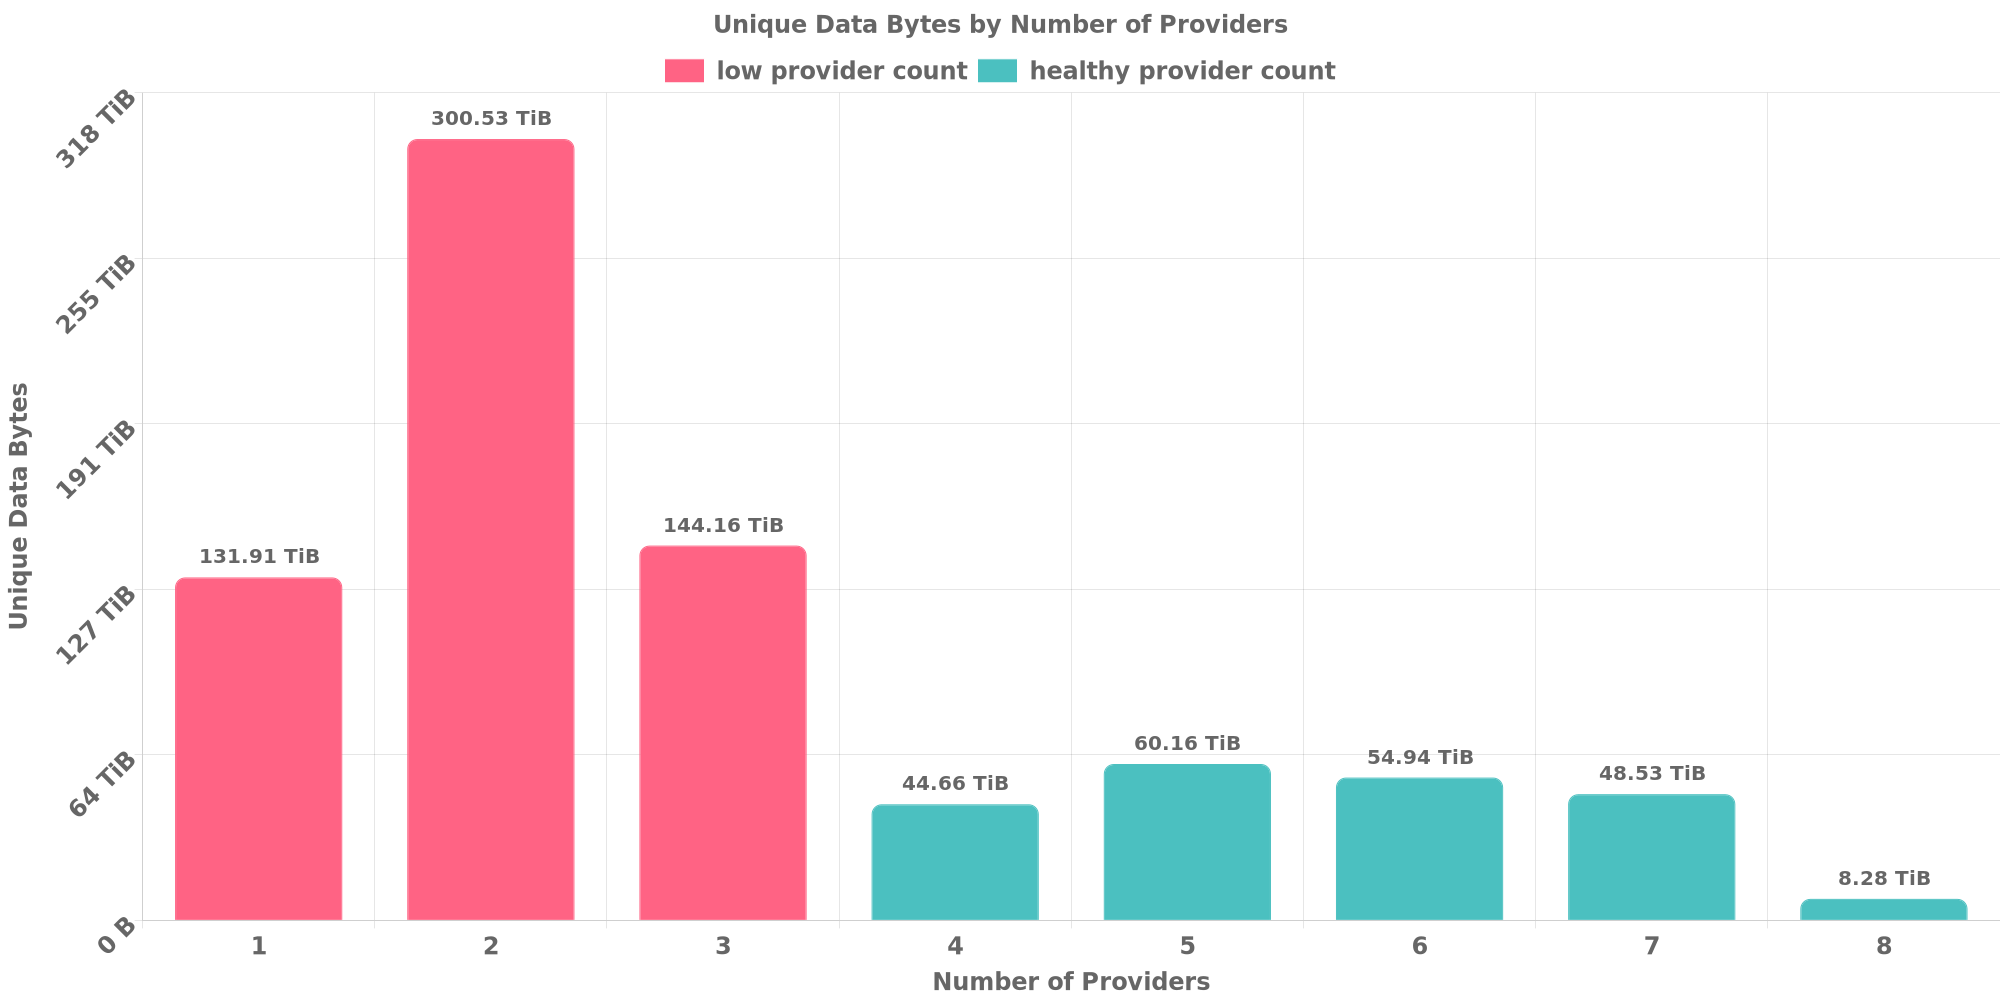 Unique Data Bytes by Number of Providers
low provider count healthy provider count
318 TiB
255 TiB
191 TiB
127 TiB
64 TiB
0 B
Unique Data Bytes
131.91 TiB
300.53 TiB
144.16 TiB
44.66 TiB
60.16 TiB
54.94 TiB
48.53 TiB
8.28 TiB
1 2 3 4 5 6 7 8
Number of Providers